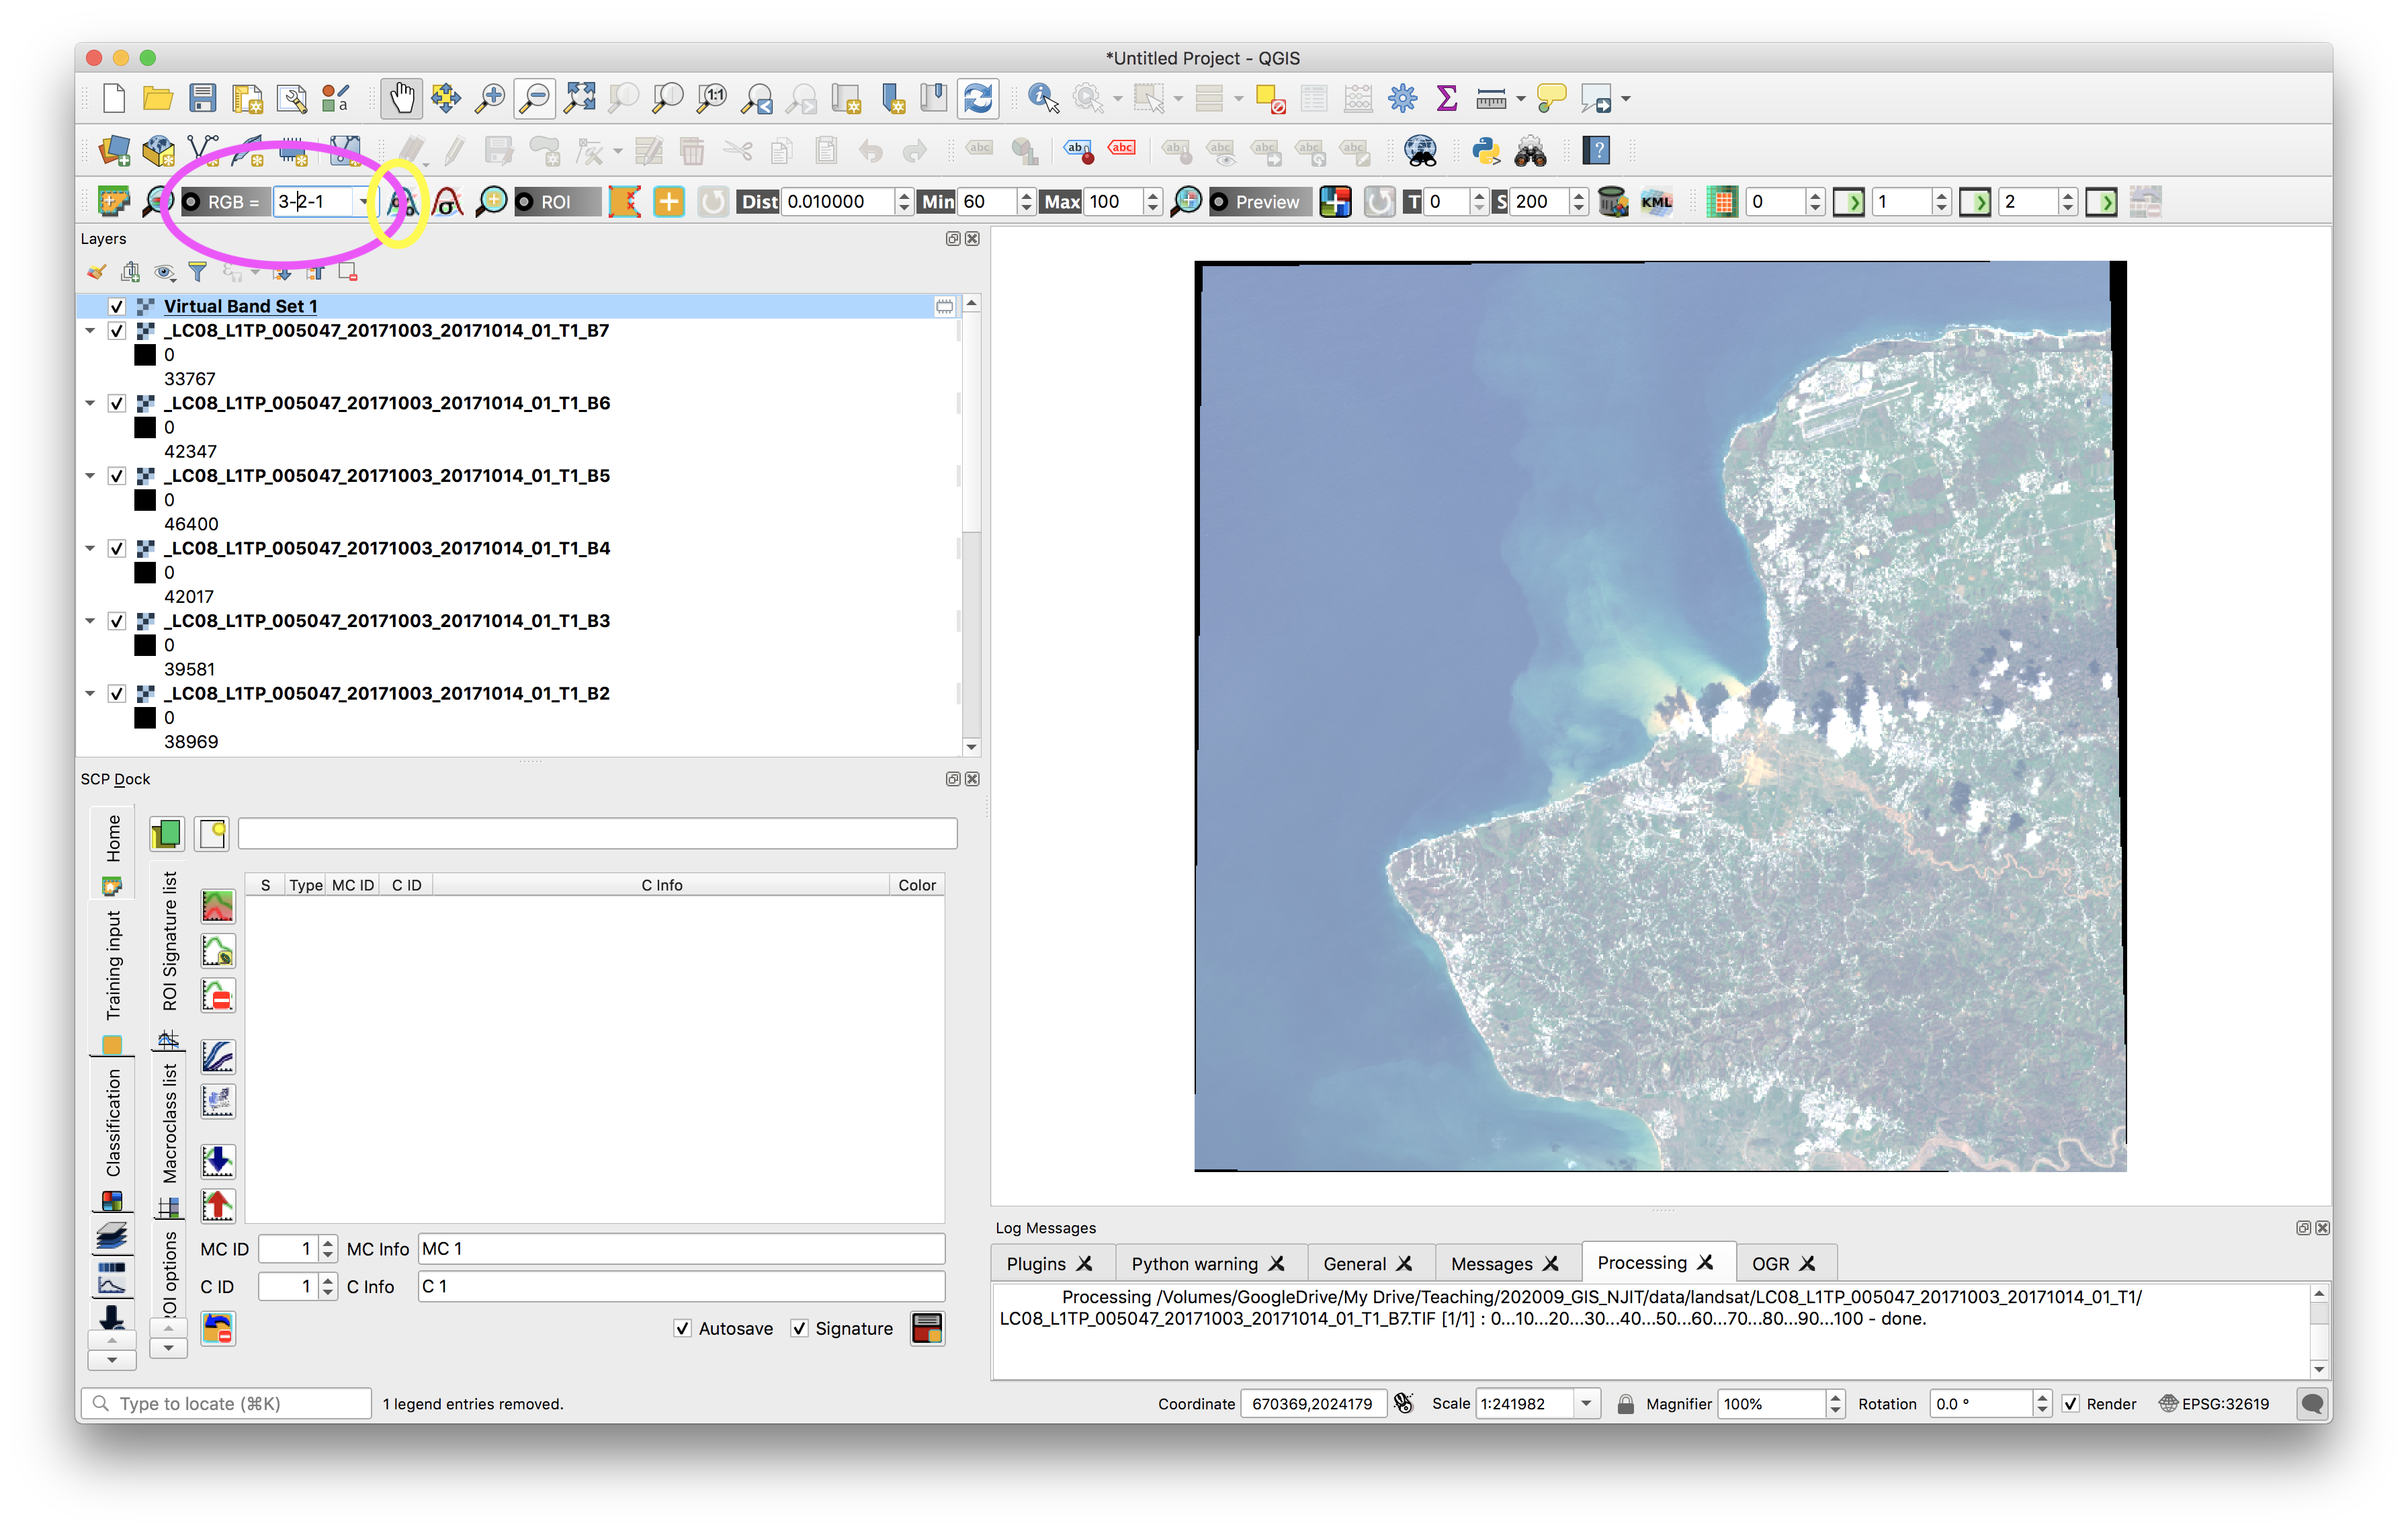 *Untitled Project - QGIS
RGB = 3-2-1 ROI Dist 0.010000 Min 60 Max 100 Preview T 0 S 200 KML 0 1 2
Layers
Virtual Band Set 1
_LC08_L1TP_005047_20171003_20171014_01_T1_B7
0
33767
_LC08_L1TP_005047_20171003_20171014_01_T1_B6
0
42347
_LC08_L1TP_005047_20171003_20171014_01_T1_B5
0
46400
_LC08_L1TP_005047_20171003_20171014_01_T1_B4
0
42017
_LC08_L1TP_005047_20171003_20171014_01_T1_B3
0
39581
_LC08_L1TP_005047_20171003_20171014_01_T1_B2
0
38969
SCP Dock
Home
Training input
Classification
ROI Signature list
Macroclass list
ROI options
S Type MC ID C ID C Info Color
MC ID 1 MC Info MC 1
C ID 1 C Info C 1
Autosave Signature
Log Messages
Plugins Python warning General Messages Processing OGR
Processing /Volumes/GoogleDrive/My Drive/Teaching/202009_GIS_NJIT/data/landsat/LC08_L1TP_005047_20171003_20171014_01_T1/
LC08_L1TP_005047_20171003_20171014_01_T1_B7.TIF [1/1] : 0...10...20...30...40...50...60...70...80...90...100 - done.
Type to locate (⌘K) 1 legend entries removed. Coordinate 670369,2024179 Scale 1:241982 Magnifier 100% Rotation 0.0 ° Render EPSG:32619